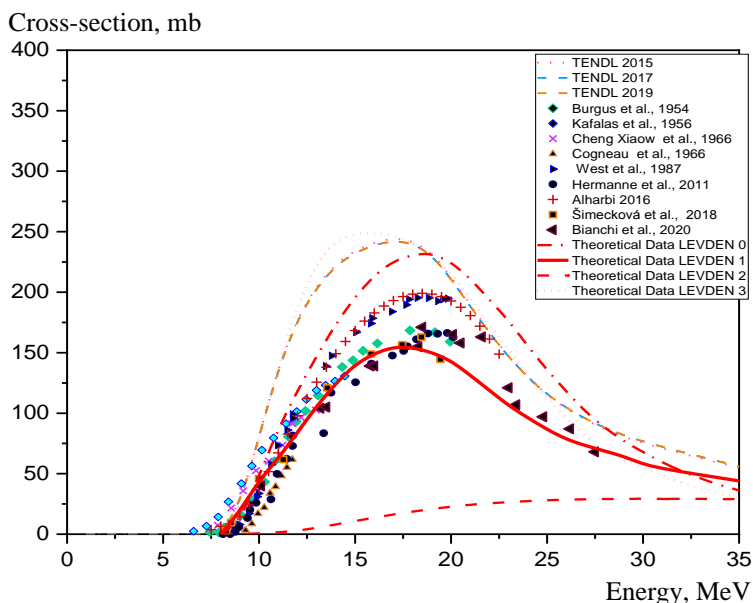 Cross-section, mb
400
350
300
250
200
150
100
50
0
TENDL 2015
TENDL 2017
TENDL 2019
Burgus et al., 1954
Kafalas et al., 1956
Cheng Xiaow et al., 1966
Cogneau et al., 1966
West et al., 1987
Hermanne et al., 2011
Alharbi 2016
Šimecková et al., 2018
Bianchi et al., 2020
Theoretical Data LEVDEN 0
Theoretical Data LEVDEN 1
Theoretical Data LEVDEN 2
Theoretical Data LEVDEN 3
0 5 10 15 20 25 30 35
Energy, MeV